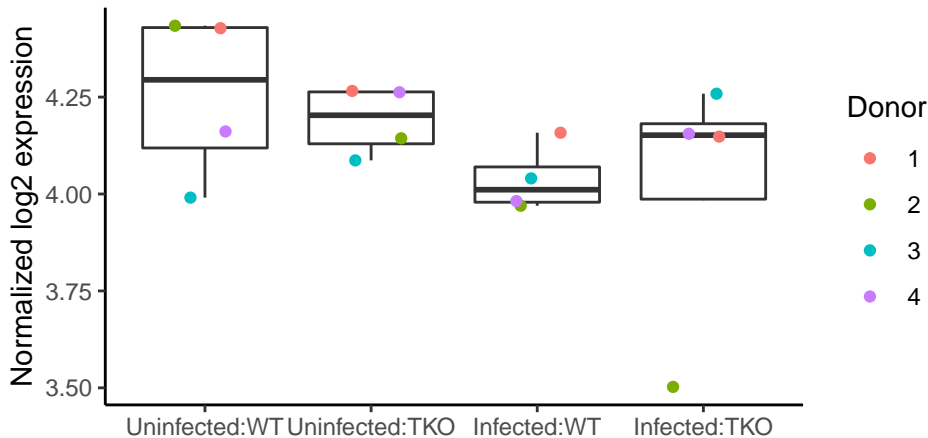 Normalized log2 expression
4.25
4.00
3.75
3.50
Uninfected:WT
Uninfected:TKO
Infected:WT
Infected:TKO
Donor
1
2
3
4